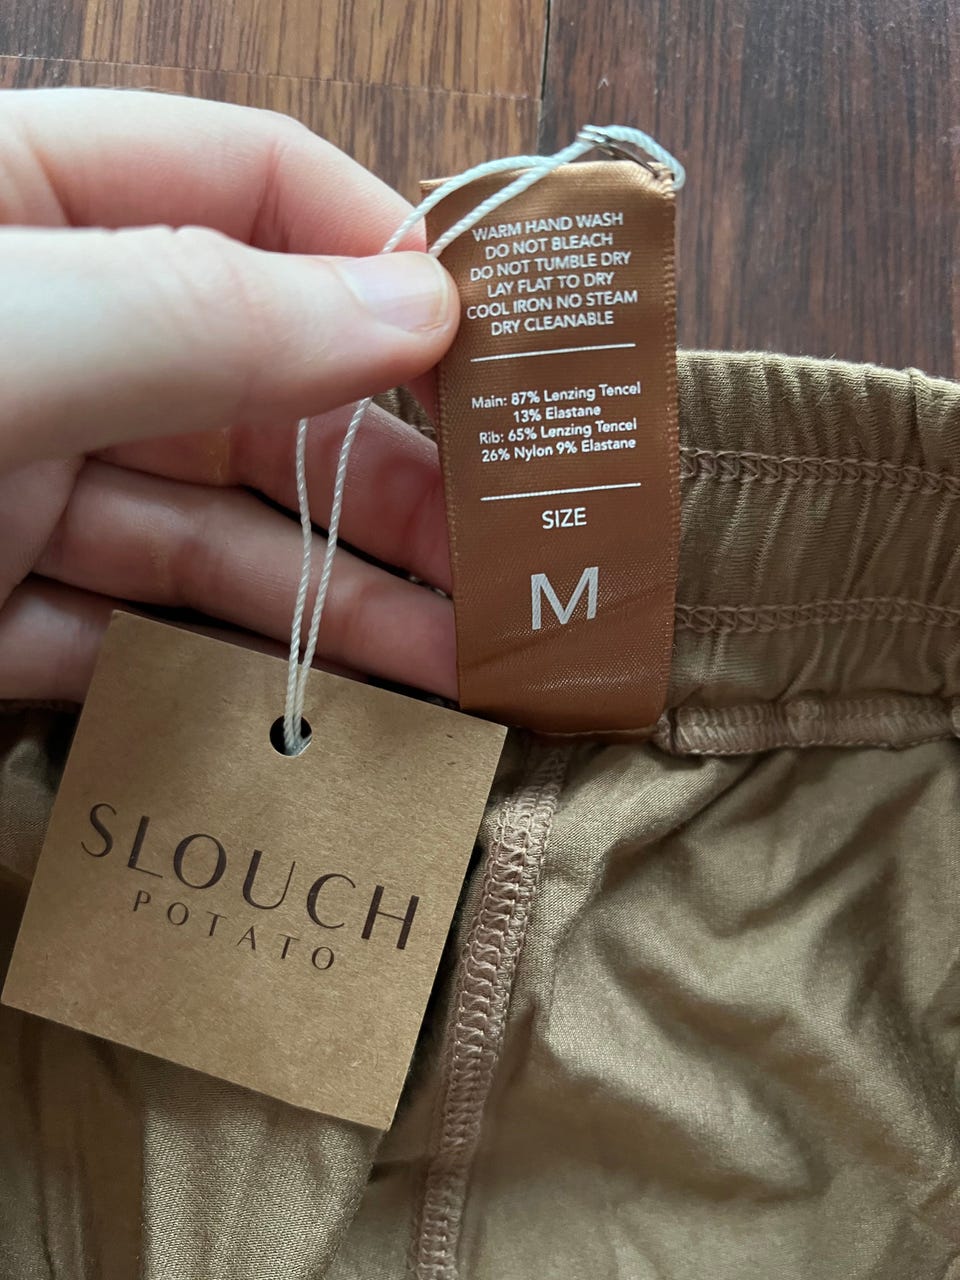 WARM HAND WASH
DO NOT BLEACH
DO NOT TUMBLE DRY
LAY FLAT TO DRY
COOL IRON NO STEAM
DRY CLEANABLE
Main: 87% Lenzing Tencel
13% Elastane
Rib: 65% Lenzing Tencel
26% Nylon 9% Elastane
SIZE
M
SLOUCH
POTATO